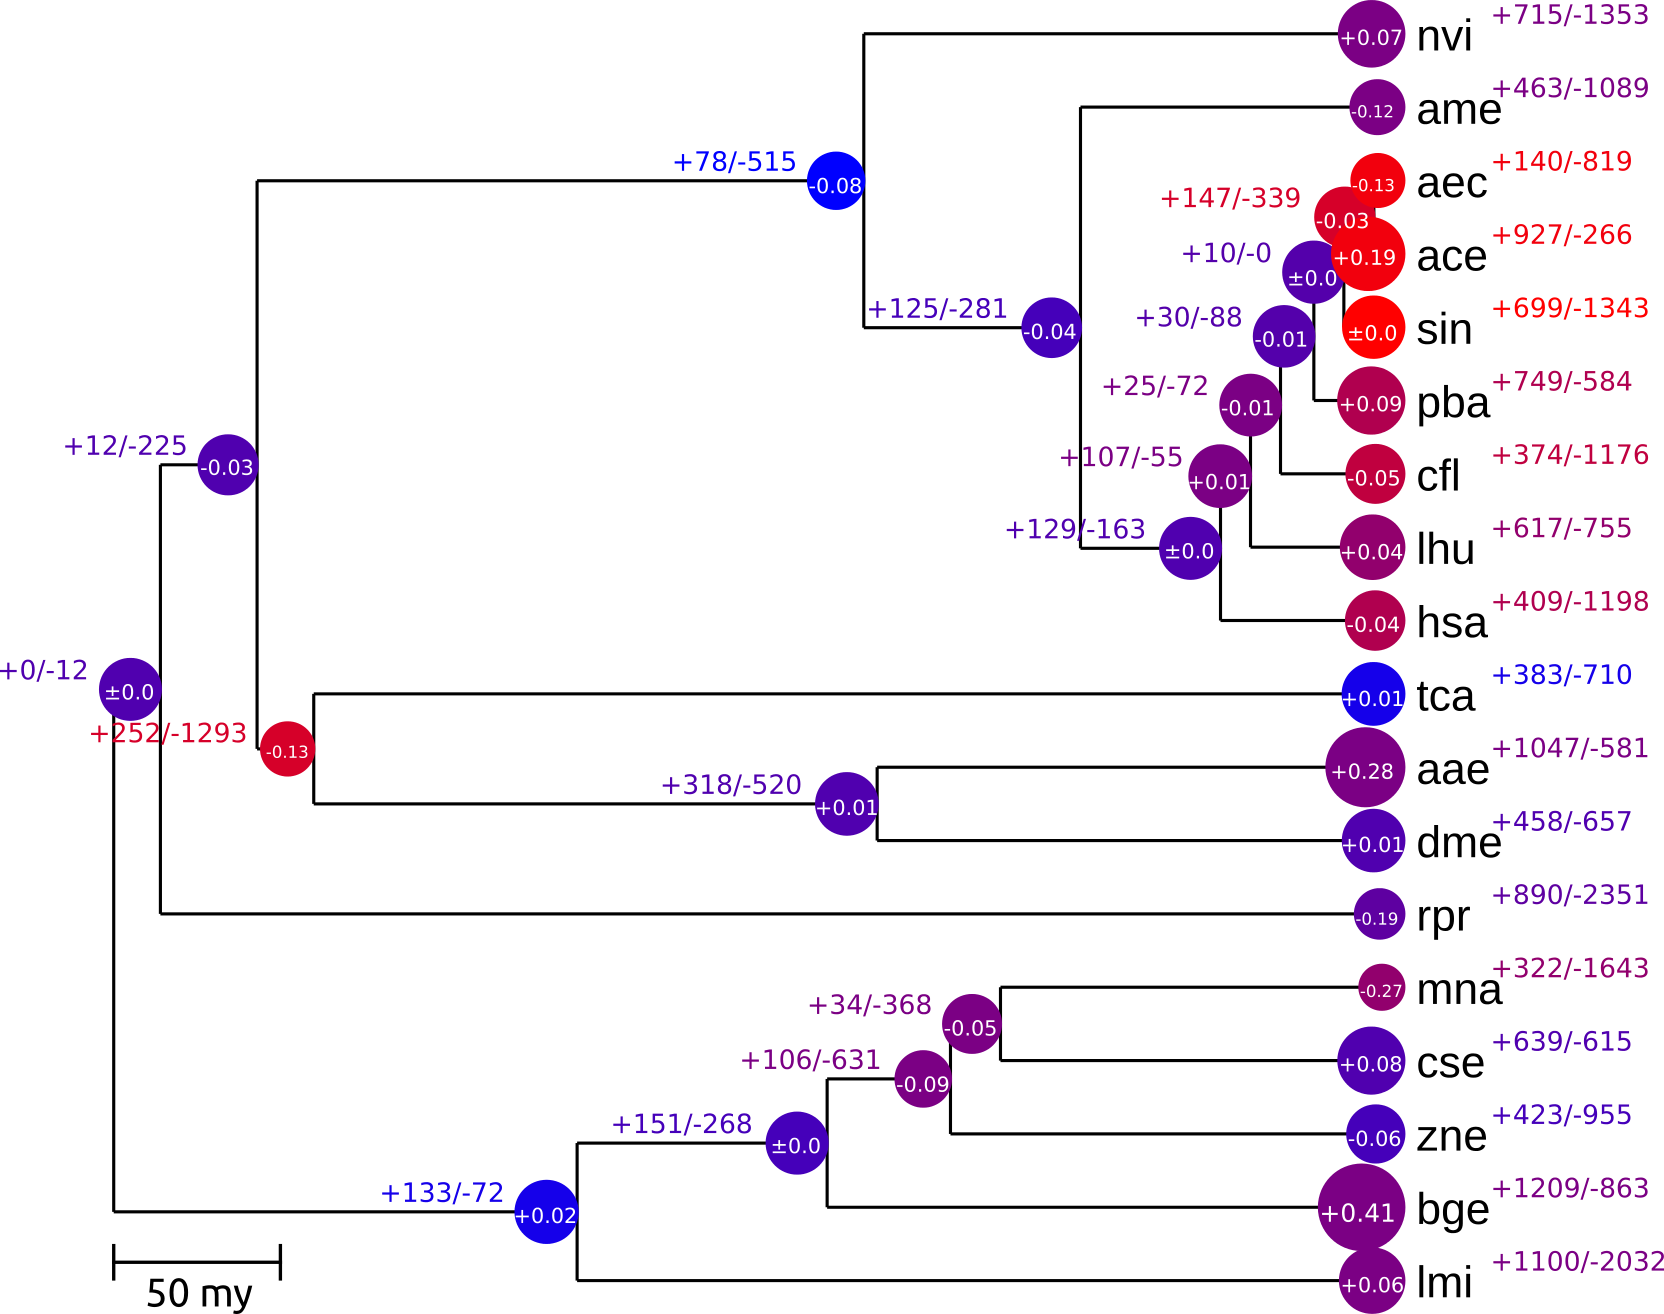 +715/-1353
+0.07 nvi
+463/-1089
-0.12 ame
+78/-515
-0.08
+140/-819
-0.13 aec
+147/-339
-0.03
+927/-266
+0.19 ace
+10/-0
±0.0
+699/-1343
±0.0 sin
+125/-281
-0.04
+30/-88
-0.01
+749/-584
+0.09 pba
+25/-72
-0.01
+374/-1176
-0.05 cfl
+12/-225
-0.03
+107/-55
+0.01
+617/-755
+0.04 lhu
+129/-163
±0.0
+409/-1198
-0.04 hsa
+0/-12
±0.0
+383/-710
+0.01 tca
+252/-1293
-0.13
+1047/-581
+0.28 aae
+318/-520
+0.01
+458/-657
+0.01 dme
+890/-2351
-0.19 rpr
+322/-1643
-0.27 mna
+34/-368
-0.05
+639/-615
+0.08 cse
+106/-631
-0.09
+423/-955
-0.06 zne
+151/-268
±0.0
+1209/-863
+0.41 bge
+133/-72
+0.02
+1100/-2032
+0.06 lmi
50 my